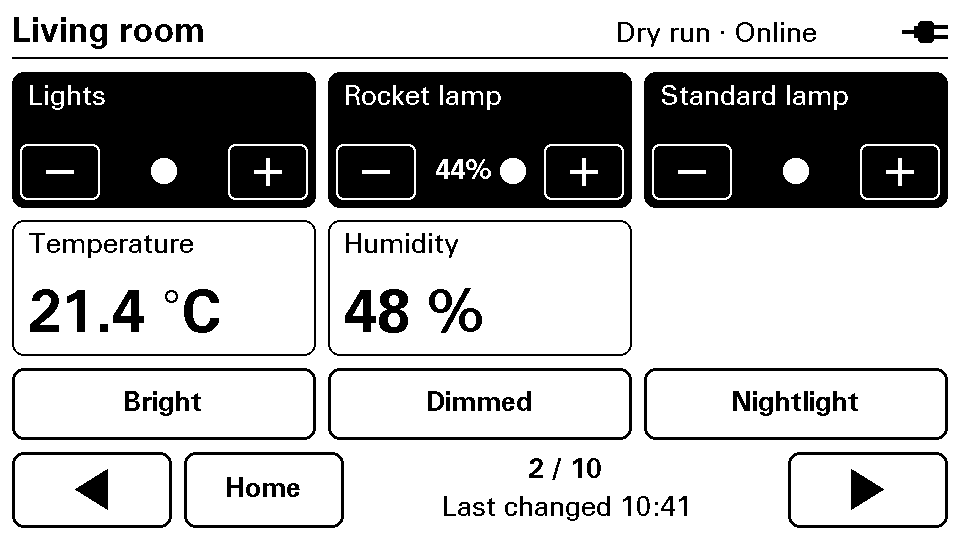 Living room
Dry run · Online
Lights
Rocket lamp
Standard lamp
− +
− 44% +
− +
Temperature
Humidity
21.4 °C
48 %
Bright
Dimmed
Nightlight
Home
2 / 10
Last changed 10:41